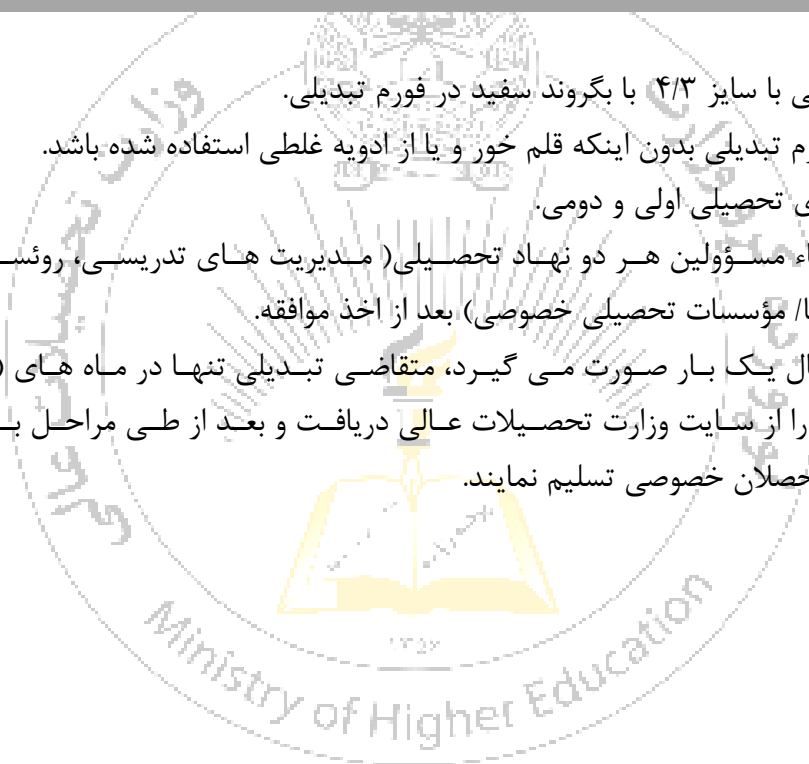 ی با سایز ۴/۳ با بگروند سفید در فورم تبدیلی.
م تبدیلی بدون اینکه قلم خور و یا از ادویه غلطی استفاده شده باشد.
ی تحصیلی اولی و دومی.
اء مسؤولین هر دو نهاد تحصیلی( مدیریت های تدریسی، روئس
ا/ مؤسسات تحصیلی خصوصی) بعد از اخذ موافقه.
ال یک بار صورت می گیرد، متقاضی تبدیلی تنها در ماه های (
را از سایت وزارت تحصیلات عالی دریافت و بعد از طی مراحل ب
حصلان خصوصی تسلیم نمایند.
وزارت تحصیلات عالی
Ministry of Higher Education